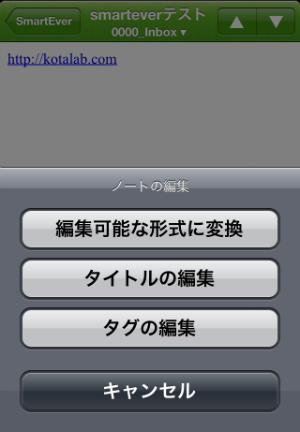 SmartEver
smarteverテスト
0000_Inbox ▾
http://kotalab.com
ノートの編集
編集可能な形式に変換
タイトルの編集
タグの編集
キャンセル